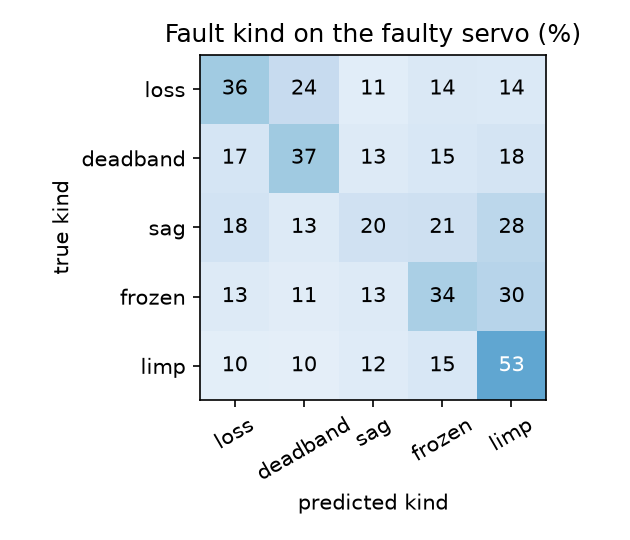 Fault kind on the faulty servo (%)
true kind
loss 36 24 11 14 14
deadband 17 37 13 15 18
sag 18 13 20 21 28
frozen 13 11 13 34 30
limp 10 10 12 15 53
loss deadband sag frozen limp
predicted kind